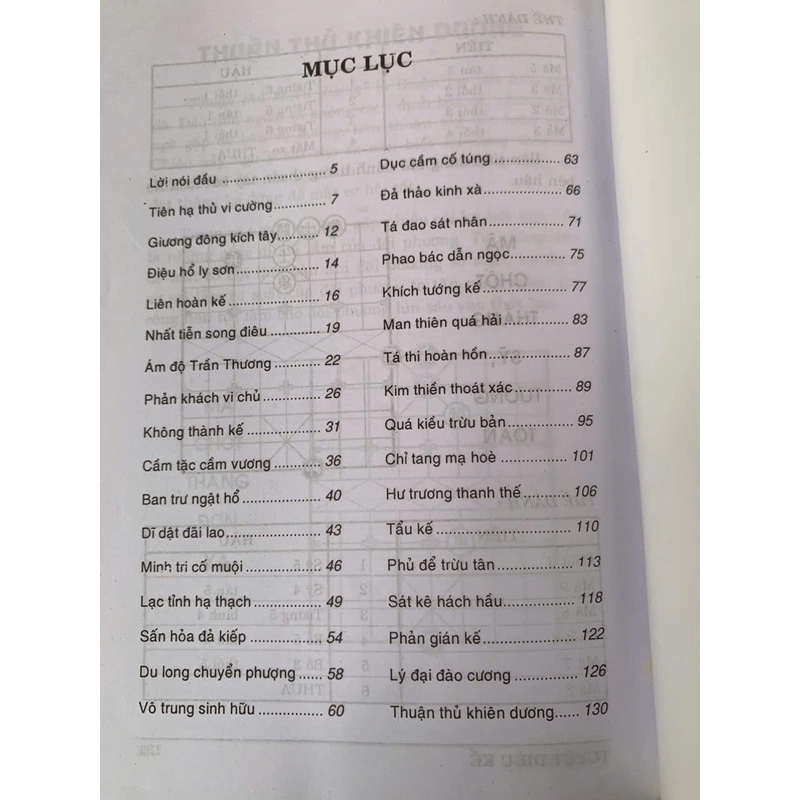 MỤC LỤC
Lời nói đầu ........................ 5
Tiên hạ thủ vi cường............... 7
Giương đông kích tây.......... 12
Điệu hổ ly sơn..................... 14
Liên hoàn kế ....................... 16
Nhất tiễn song điêu............. 19
Ám độ Trần Thương ........... 22
Phản khách vi chủ ............. 26
Không thành kế .................. 31
Cầm tặc cầm vương............ 36
Ban trư ngật hổ .................. 40
Dĩ dật đãi lao....................... 43
Minh tri cố muội .................. 46
Lạc tỉnh hạ thạch ................ 49
Sấn hỏa đả kiếp .................. 54
Du long chuyển phượng ...... 58
Vô trung sinh hữu ................ 60
Dục cầm cố túng................. 63
Đả thảo kinh xà................... 66
Tá đao sát nhân .................. 71
Phao bác dẫn ngọc.............. 75
Khích tướng kế ................... 77
Man thiên quá hải ............... 83
Tá thi hoàn hồn................... 87
Kim thiền thoát xác ............. 89
Quá kiều trừu bản ............... 95
Chỉ tang mạ hoè ................. 101
Hư trương thanh thế ........... 106
Tẩu kế ............................... 110
Phủ để trừu tân .................. 113
Sát kê hách hầu................. 118
Phản gián kế ..................... 122
Lý đại đào cương............... 126
Thuận thủ khiên dương...... 130